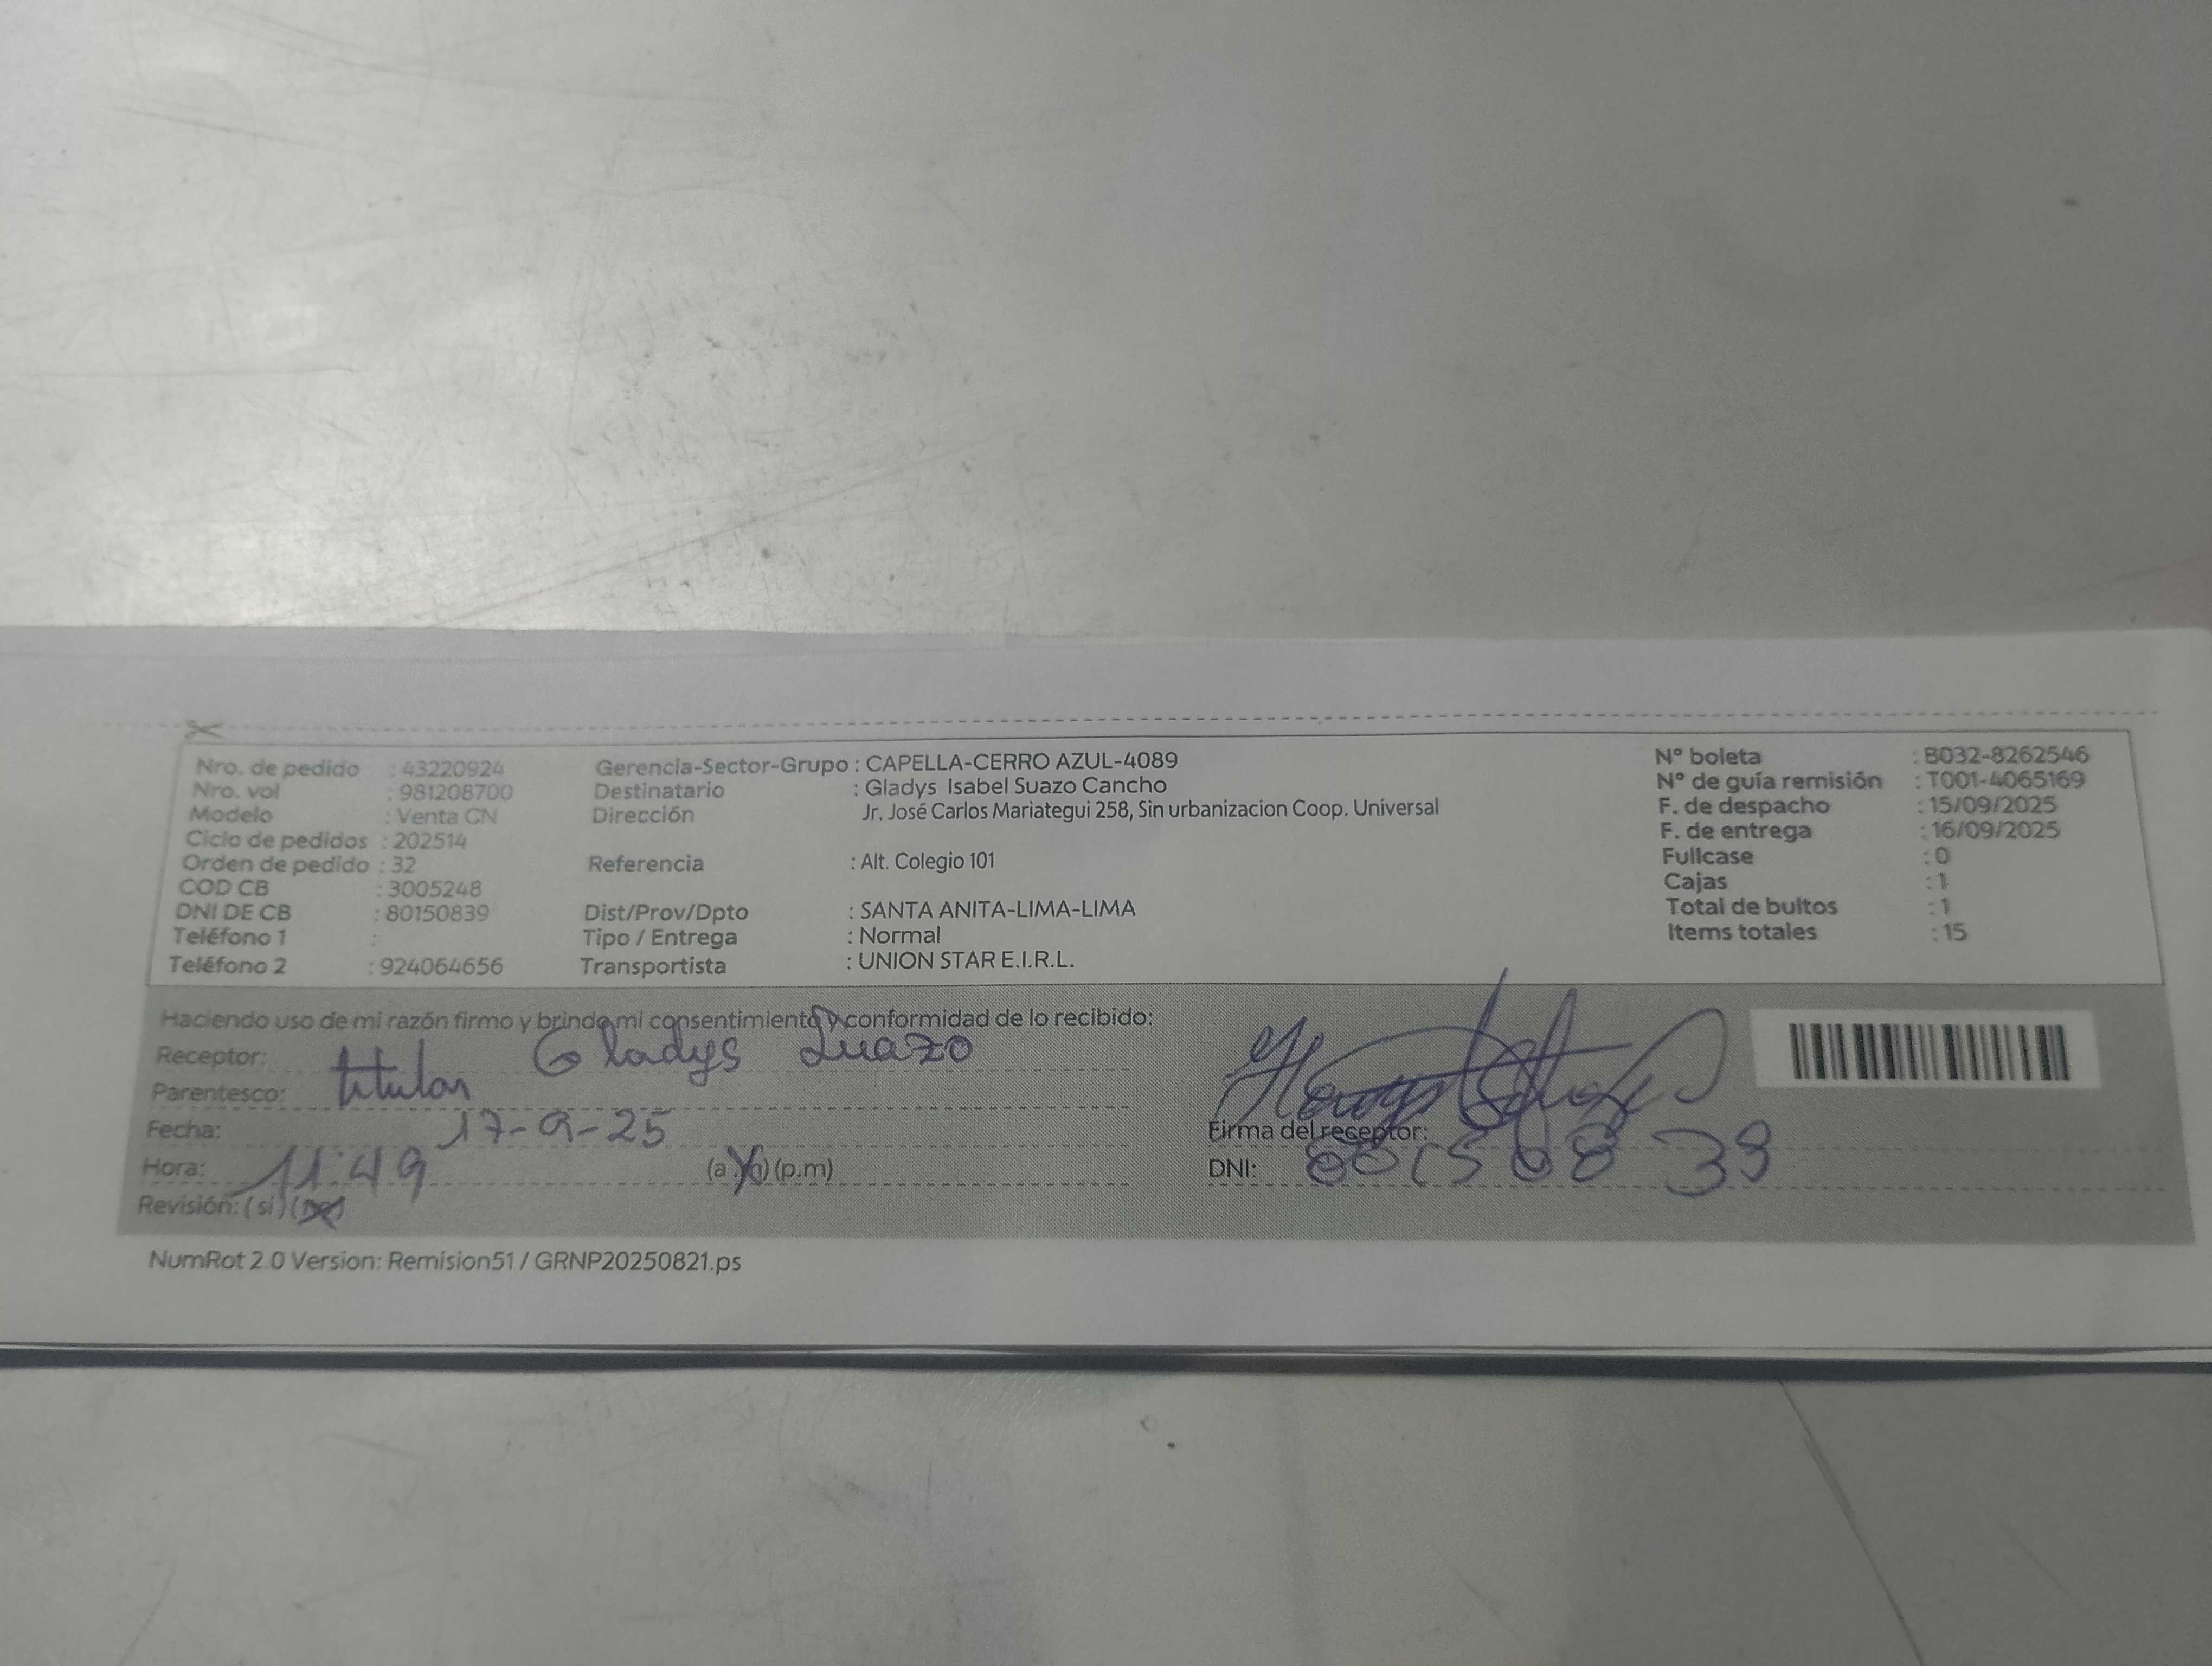 Nro. de pedido : 43220924 Gerencia-Sector-Grupo : CAPELLA-CERRO AZUL-4089 Nº boleta : B032-8262546
Nro. vol : 981208700 Destinatario : Gladys Isabel Suazo Cancho Nº de guía remisión : T001-4065169
Modelo : Venta CN Dirección Jr. José Carlos Mariategui 258, Sin urbanizacion Coop. Universal F. de despacho : 15/09/2025
Ciclo de pedidos : 202514 F. de entrega : 16/09/2025
Orden de pedido : 32 Referencia : Alt. Colegio 101 Fullcase : 0
COD CB : 3005248 Cajas : 1
DNI DE CB : 80150839 Dist/Prov/Dpto : SANTA ANITA-LIMA-LIMA Total de bultos : 1
Teléfono 1 : Tipo / Entrega : Normal Items totales : 15
Teléfono 2 : 924064656 Transportista : UNION STAR E.I.R.L.
Haciendo uso de mi razón firmo y brindo mi consentimiento y conformidad de lo recibido:
Receptor: Gladys Suazo
Parentesco: titular
Fecha: 17-9-25 Firma del receptor:
Hora: 11:49 (a.m) (p.m) DNI: 80150839
Revisión: (si) (no)
NumRot 2.0 Version: Remision51 / GRNP20250821.ps